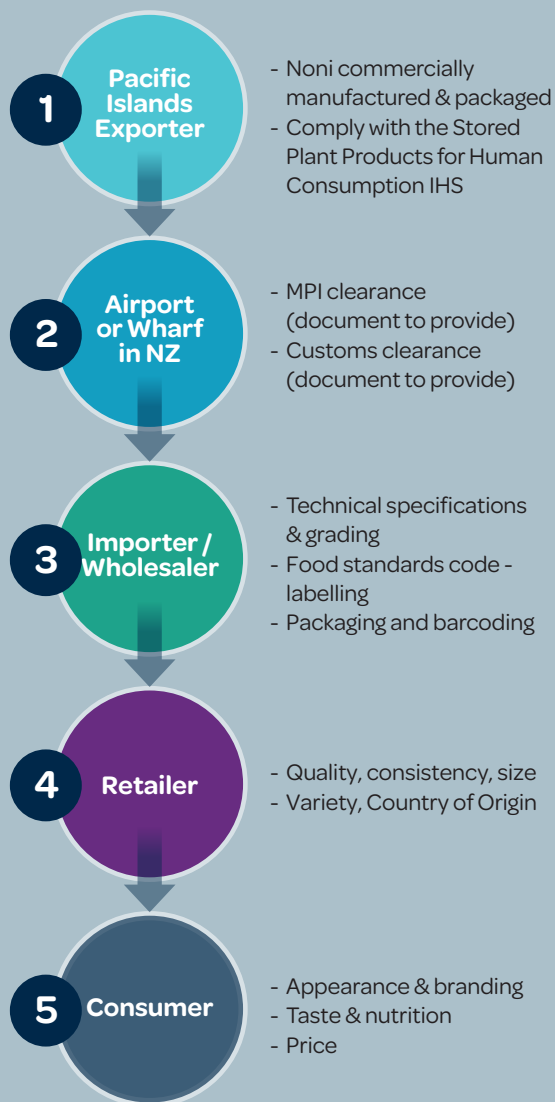 1
Pacific
Islands
Exporter
- Noni commercially
manufactured & packaged
- Comply with the Stored
Plant Products for Human
Consumption IHS
2
Airport
or Wharf
in NZ
- MPI clearance
(document to provide)
- Customs clearance
(document to provide)
3
Importer /
Wholesaler
- Technical specifications
& grading
- Food standards code -
labelling
- Packaging and barcoding
4
Retailer
- Quality, consistency, size
- Variety, Country of Origin
5
Consumer
- Appearance & branding
- Taste & nutrition
- Price